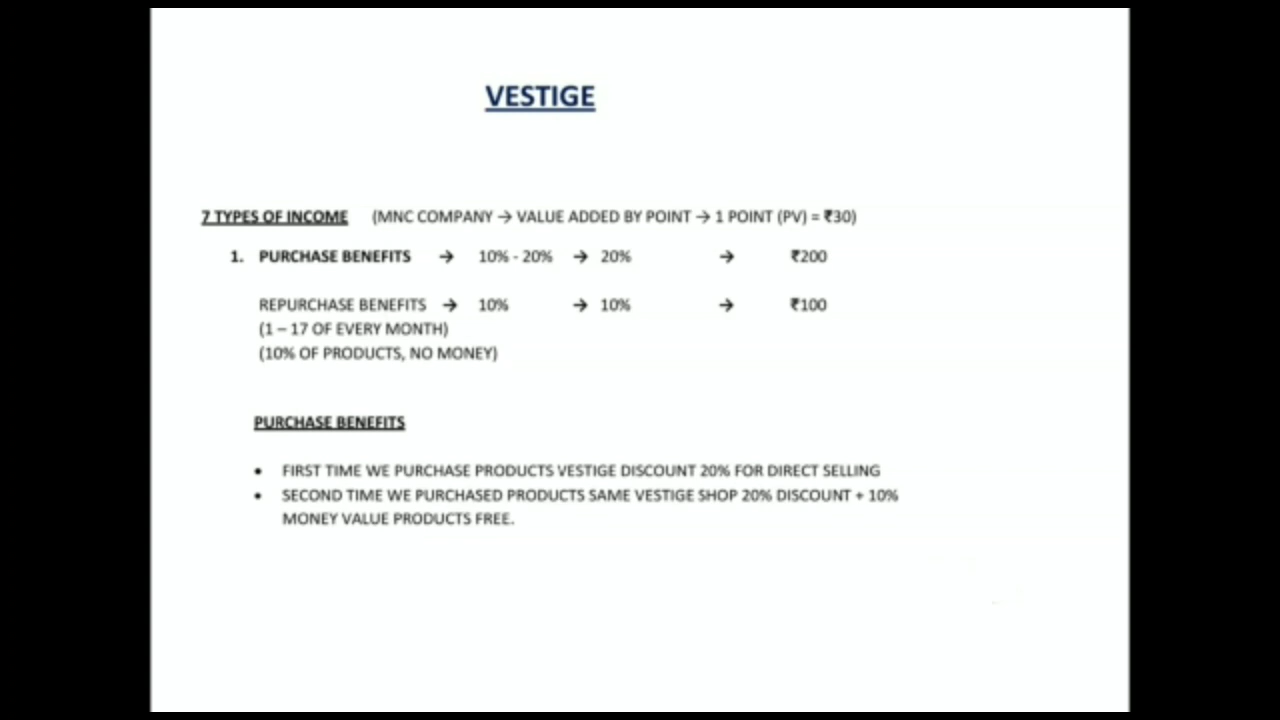 VESTIGE
7 TYPES OF INCOME (MNC COMPANY → VALUE ADDED BY POINT → 1 POINT (PV) = ₹30)
1. PURCHASE BENEFITS → 10% - 20% → 20% → ₹200
REPURCHASE BENEFITS → 10% → 10% → ₹100
(1 – 17 OF EVERY MONTH)
(10% OF PRODUCTS, NO MONEY)
PURCHASE BENEFITS
• FIRST TIME WE PURCHASE PRODUCTS VESTIGE DISCOUNT 20% FOR DIRECT SELLING
• SECOND TIME WE PURCHASED PRODUCTS SAME VESTIGE SHOP 20% DISCOUNT + 10%
MONEY VALUE PRODUCTS FREE.